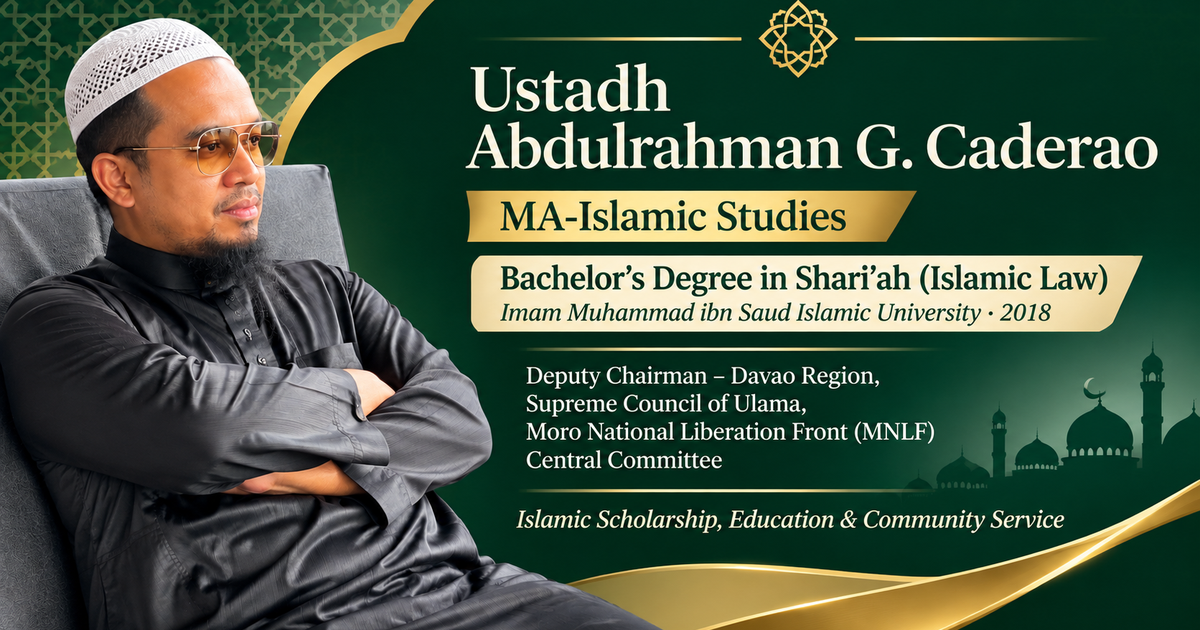 Ustadh
Abdulrahman G. Caderao
MA-Islamic Studies
Bachelor’s Degree in Shari’ah (Islamic Law)
Imam Muhammad ibn Saud Islamic University · 2018
Deputy Chairman – Davao Region,
Supreme Council of Ulama,
Moro National Liberation Front (MNLF)
Central Committee
Islamic Scholarship, Education & Community Service